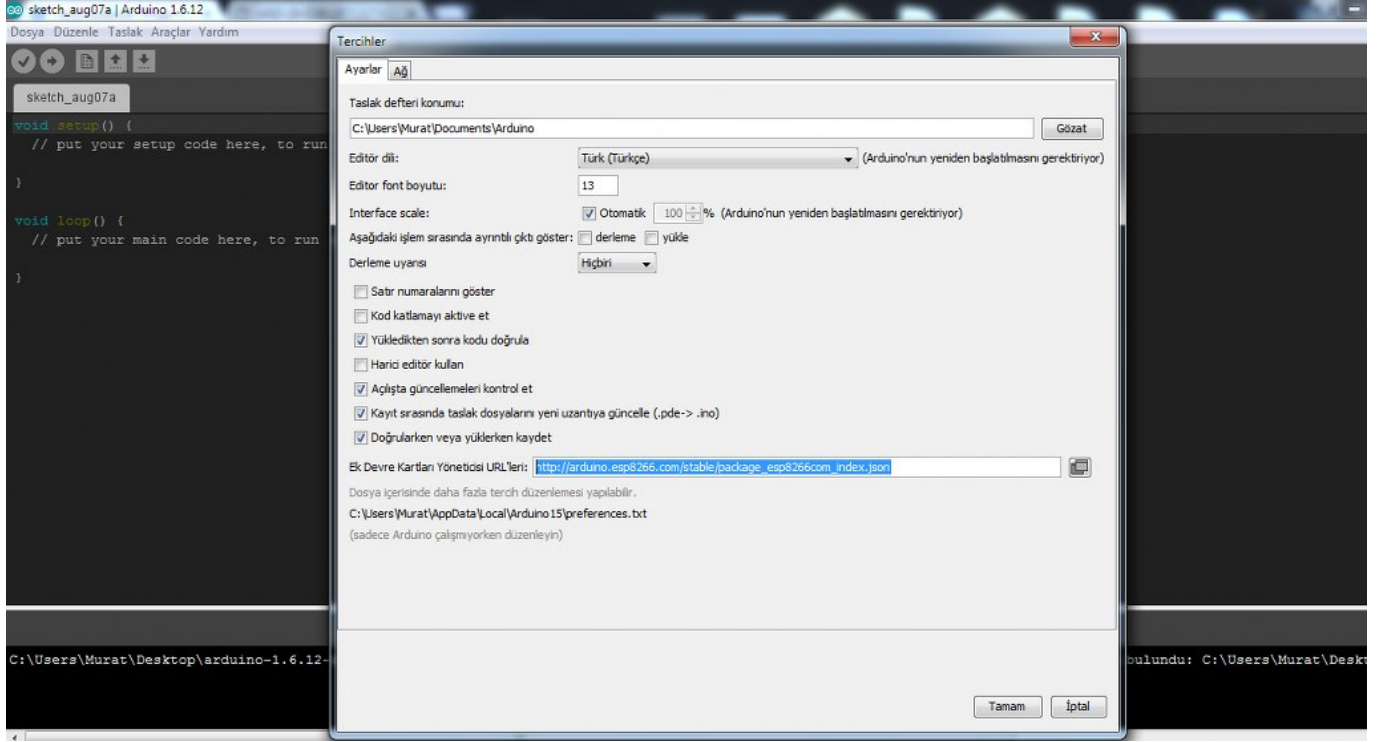 sketch_aug07a | Arduino 1.6.12
Dosya Düzenle Taslak Araçlar Yardım
sketch_aug07a
void setup() {
// put your setup code here, to run
}
void loop() {
// put your main code here, to run
}
Tercihler
Ayarlar Ağ
Taslak defteri konumu:
C:\Users\Murat\Documents\Arduino Gözat
Editör dili: Türk (Türkçe) (Arduino'nun yeniden başlatılmasını gerektiriyor)
Editor font boyutu: 13
Interface scale: Otomatik 100 % (Arduino'nun yeniden başlatılmasını gerektiriyor)
Aşağıdaki işlem sırasında ayrıntılı çıktı göster: derleme yükle
Derleme uyarısı Hiçbiri
Satır numaralarını göster
Kod katlamayı aktive et
Yükledikten sonra kodu doğrula
Harici editör kullan
Açılışta güncellemeleri kontrol et
Kayıt sırasında taslak dosyalarını yeni uzantıya güncelle (.pde-> .ino)
Doğrularken veya yüklerken kaydet
Ek Devre Kartları Yöneticisi URL'leri: http://arduino.esp8266.com/stable/package_esp8266com_index.json
Dosya içerisinde daha fazla tercih düzenlemesi yapılabilir.
C:\Users\Murat\AppData\Local\Arduino15\preferences.txt
(sadece Arduino çalışmıyorken düzenleyin)
C:\Users\Murat\Desktop\arduino-1.6.12- bulundu: C:\Users\Murat\Deskt
Tamam İptal